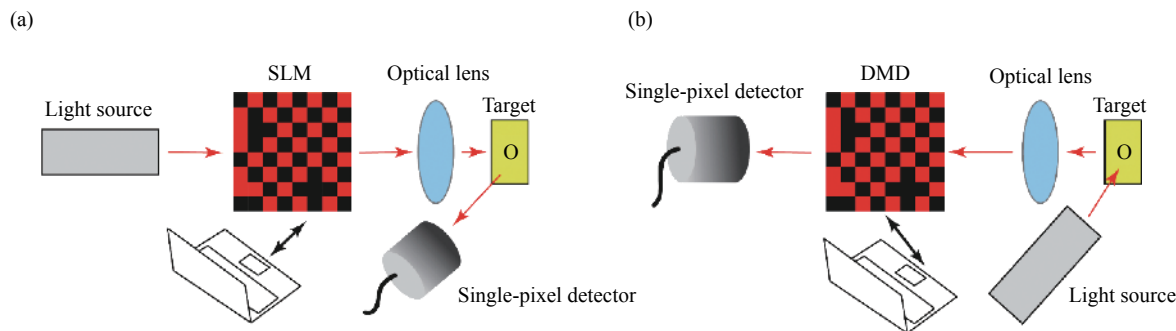 (a)
SLM
Optical lens
Light source
Target
O
Single-pixel detector
(b)
DMD
Optical lens
Single-pixel detector
Target
O
Light source